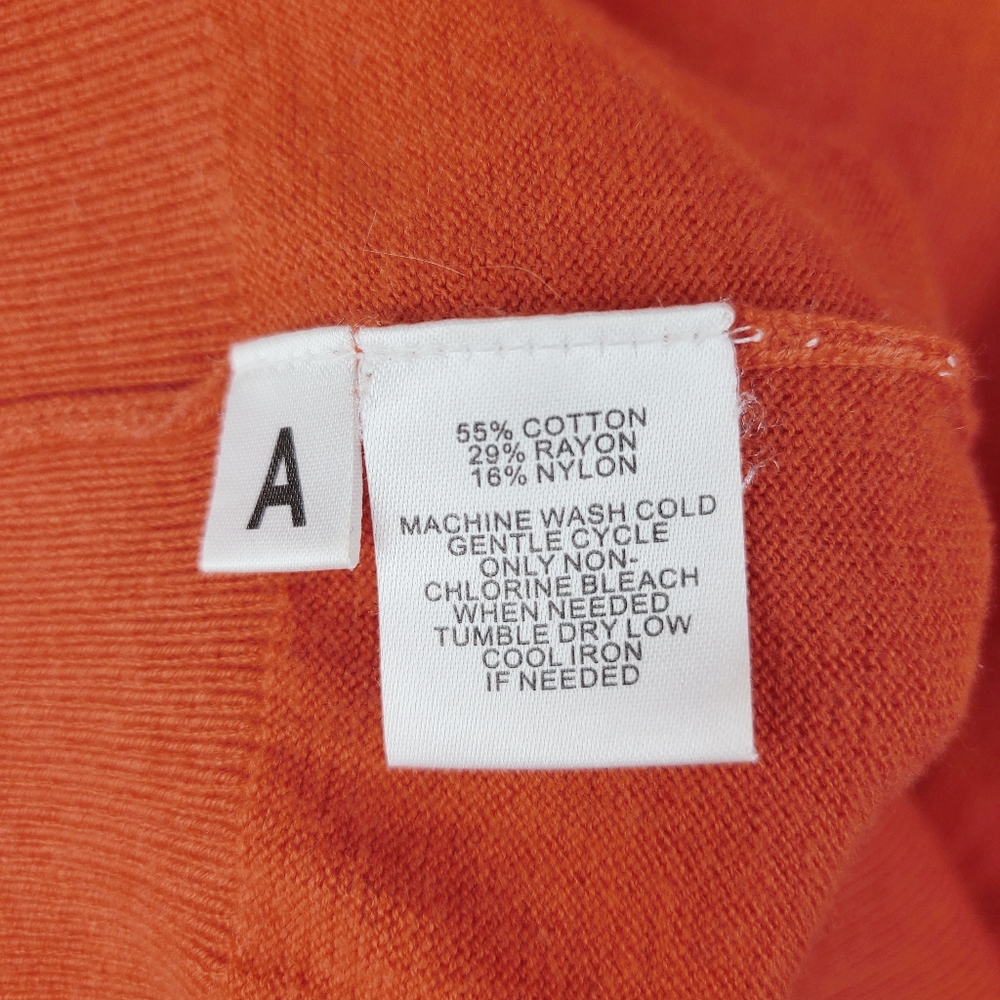 A
55% COTTON
29% RAYON
16% NYLON
MACHINE WASH COLD
GENTLE CYCLE
ONLY NON-
CHLORINE BLEACH
WHEN NEEDED
TUMBLE DRY LOW
COOL IRON
IF NEEDED